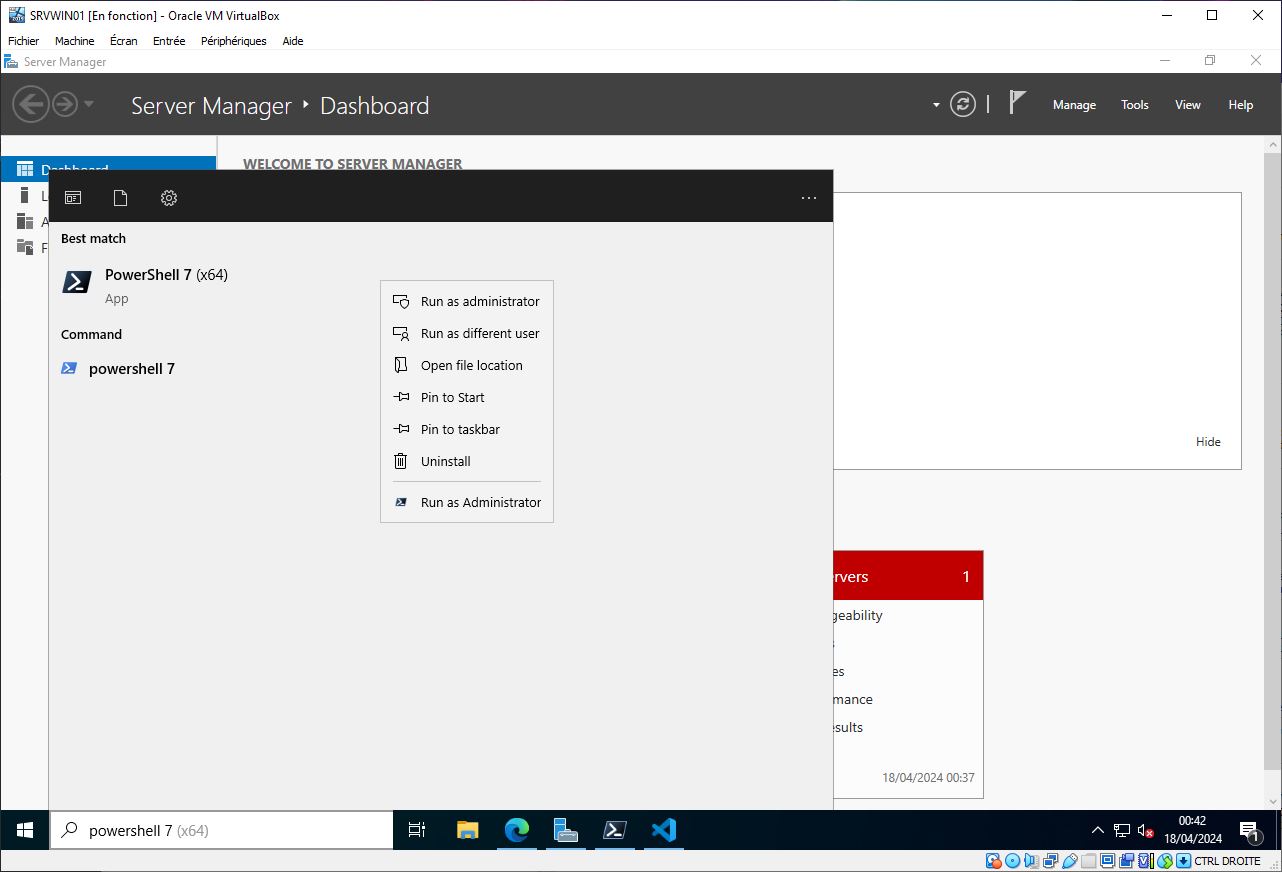 SRVWIN01 [En fonction] - Oracle VM VirtualBox
Fichier Machine Écran Entrée Périphériques Aide
Server Manager
Server Manager ‣ Dashboard
Manage Tools View Help
Dashboard
WELCOME TO SERVER MANAGER
L
A
F
Best match
PowerShell 7 (x64)
App
Command
powershell 7
Run as administrator
Run as different user
Open file location
Pin to Start
Pin to taskbar
Uninstall
Run as Administrator
Hide
rvers 1
geability
es
mance
sults
18/04/2024 00:37
powershell 7 (x64)
00:42
18/04/2024
1
CTRL DROITE